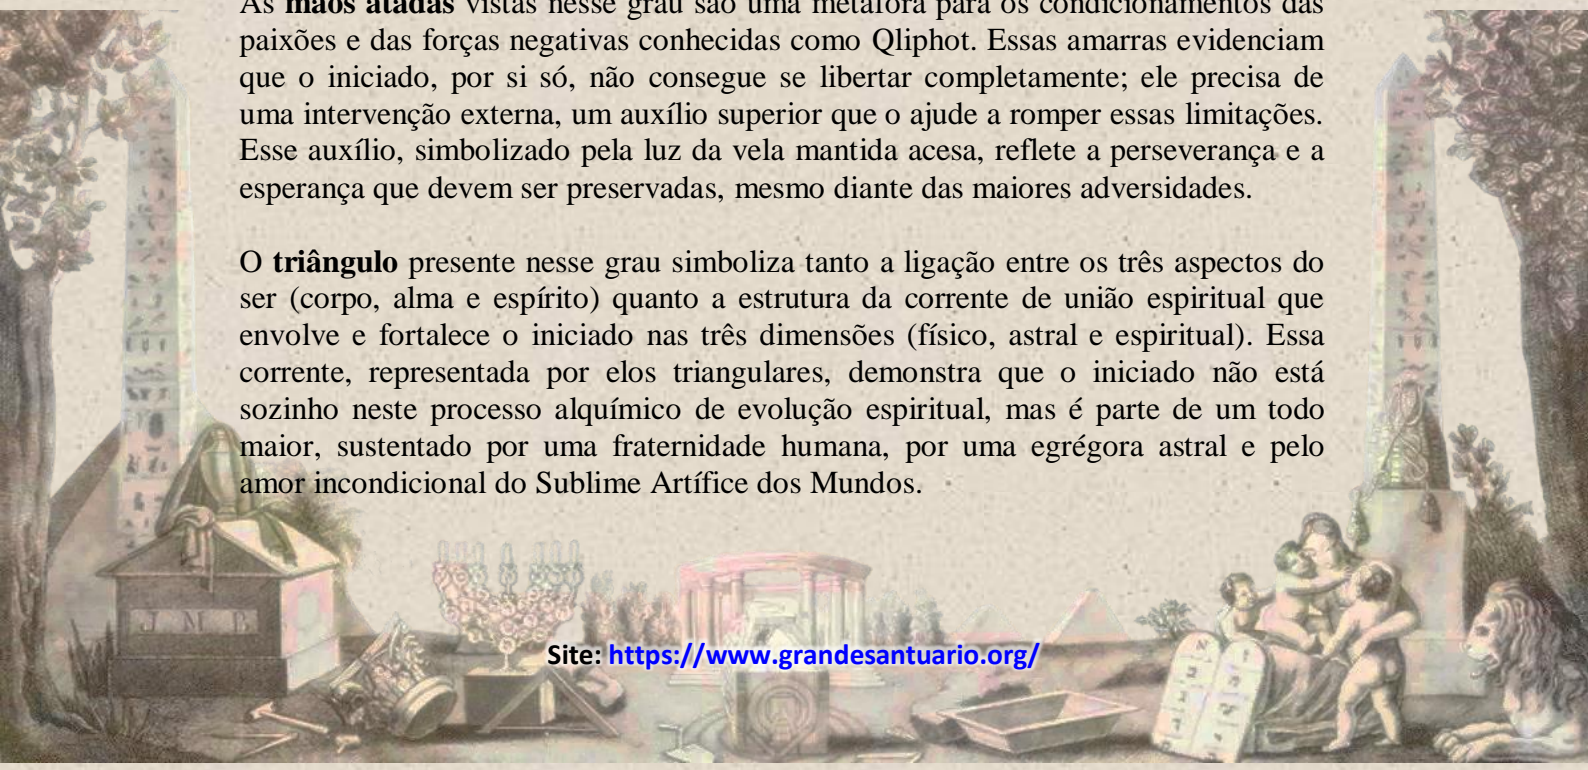 As mãos atadas vistas nesse grau são uma metáfora para os condicionamentos das
paixões e das forças negativas conhecidas como Qliphot. Essas amarras evidenciam
que o iniciado, por si só, não consegue se libertar completamente; ele precisa de
uma intervenção externa, um auxílio superior que o ajude a romper essas limitações.
Esse auxílio, simbolizado pela luz da vela mantida acesa, reflete a perseverança e a
esperança que devem ser preservadas, mesmo diante das maiores adversidades.
O triângulo presente nesse grau simboliza tanto a ligação entre os três aspectos do
ser (corpo, alma e espírito) quanto a estrutura da corrente de união espiritual que
envolve e fortalece o iniciado nas três dimensões (físico, astral e espiritual). Essa
corrente, representada por elos triangulares, demonstra que o iniciado não está
sozinho neste processo alquímico de evolução espiritual, mas é parte de um todo
maior, sustentado por uma fraternidade humana, por uma egrégora astral e pelo
amor incondicional do Sublime Artífice dos Mundos.
J M B
Site: https://www.grandesantuario.org/